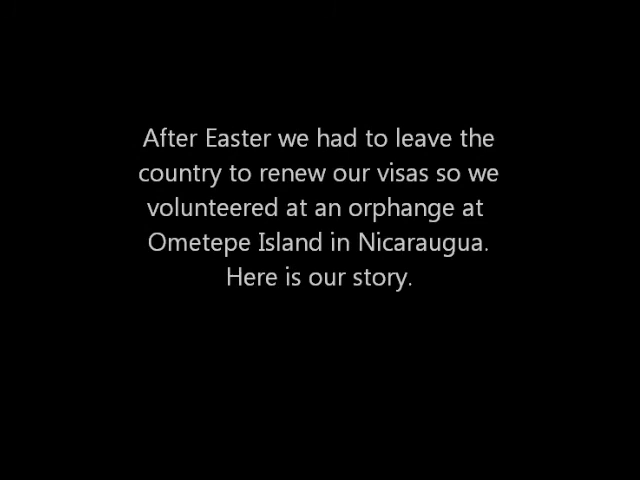 After Easter we had to leave the
country to renew our visas so we
volunteered at an orphange at
Ometepe Island in Nicaraugua.
Here is our story.